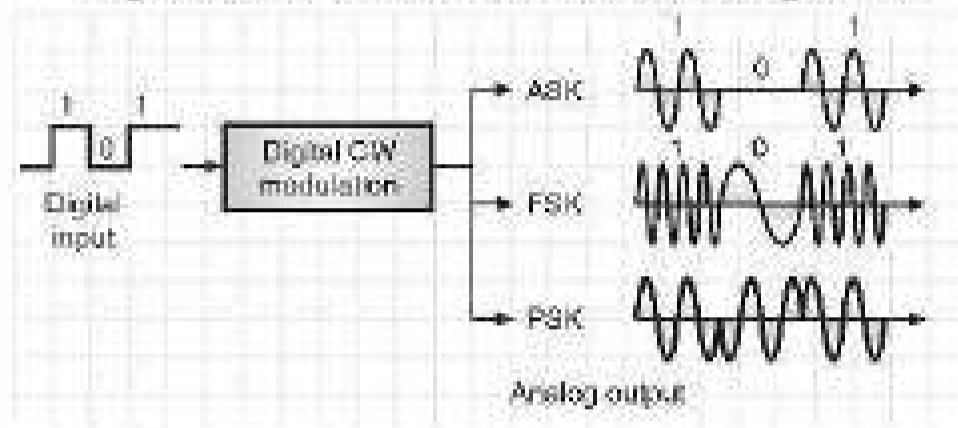 1 1
0
ASK
1 0 1
Digital CW
modulation
1 0 1
FSK
Digital
input
PSK
Analog output